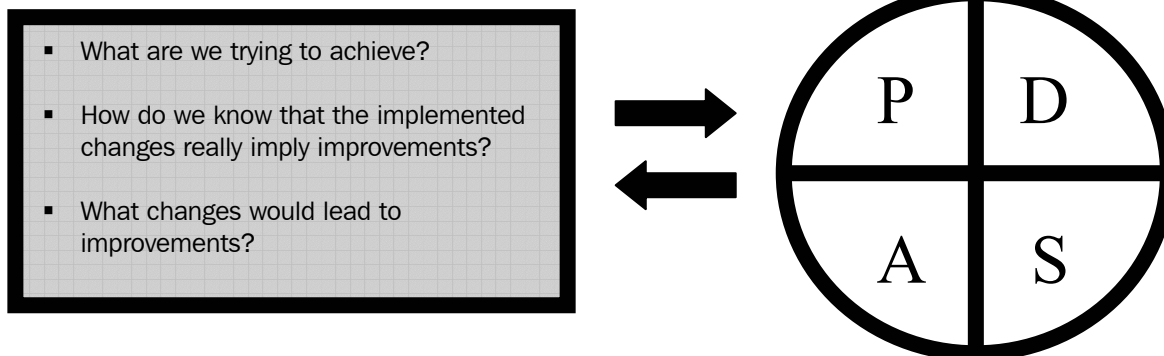 ▪ What are we trying to achieve?
▪ How do we know that the implemented
changes really imply improvements?
▪ What changes would lead to
improvements?
P D
A S